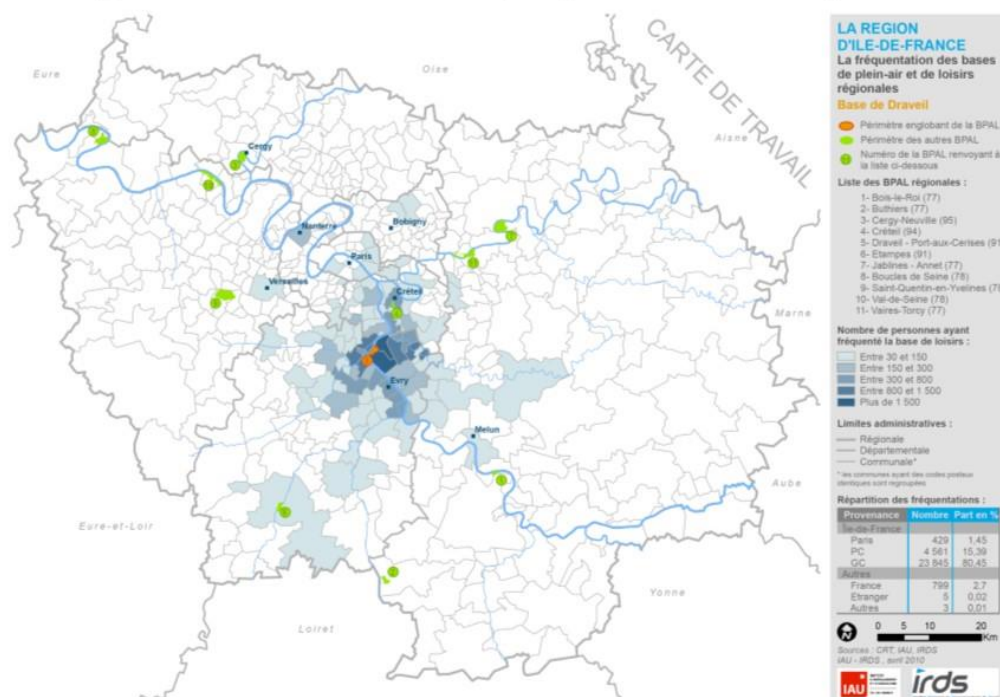 Eure
Oise
CARTE DE TRAVAIL
Aisne
Cergy
Nanterre
Bobigny
Paris
Versailles
Créteil
Marne
Evry
Melun
Aube
Eure-et-Loir
Yonne
Loiret
LA REGION
D'ILE-DE-FRANCE
La fréquentation des bases
de plein-air et de loisirs
régionales
Base de Draveil
Périmètre englobant de la BPAL
Périmètre des autres BPAL
Numéro de la BPAL renvoyant à
la liste ci-dessous
Liste des BPAL régionales :
1- Bois-le-Roi (77)
2- Buthiers (77)
3- Cergy-Neuville (95)
4- Créteil (94)
5- Draveil - Port-aux-Cerises (91
6- Etampes (91)
7- Jablines - Annet (77)
8- Boucles de Seine (78)
9- Saint-Quentin-en-Yvelines (78
10- Val-de-Seine (78)
11- Vaires-Torcy (77)
Nombre de personnes ayant
fréquenté la base de loisirs :
Entre 30 et 150
Entre 150 et 300
Entre 300 et 800
Entre 800 et 1 500
Plus de 1 500
Limites administratives :
Régionale
Départementale
Communale*
* les communes ayant des codes postaux
identiques sont regroupées
Répartition des fréquentations :
Provenance Nombre Part en %
Île-de-France
Paris 429 1,45
PC 4 561 15,39
GC 23 845 80,45
Autres
France 799 2,7
Etranger 5 0,02
Autres 3 0,01
0 5 10 20
Km
Sources : CRT, IAU, IRDS
IAU - IRDS , avril 2010
IAU irds